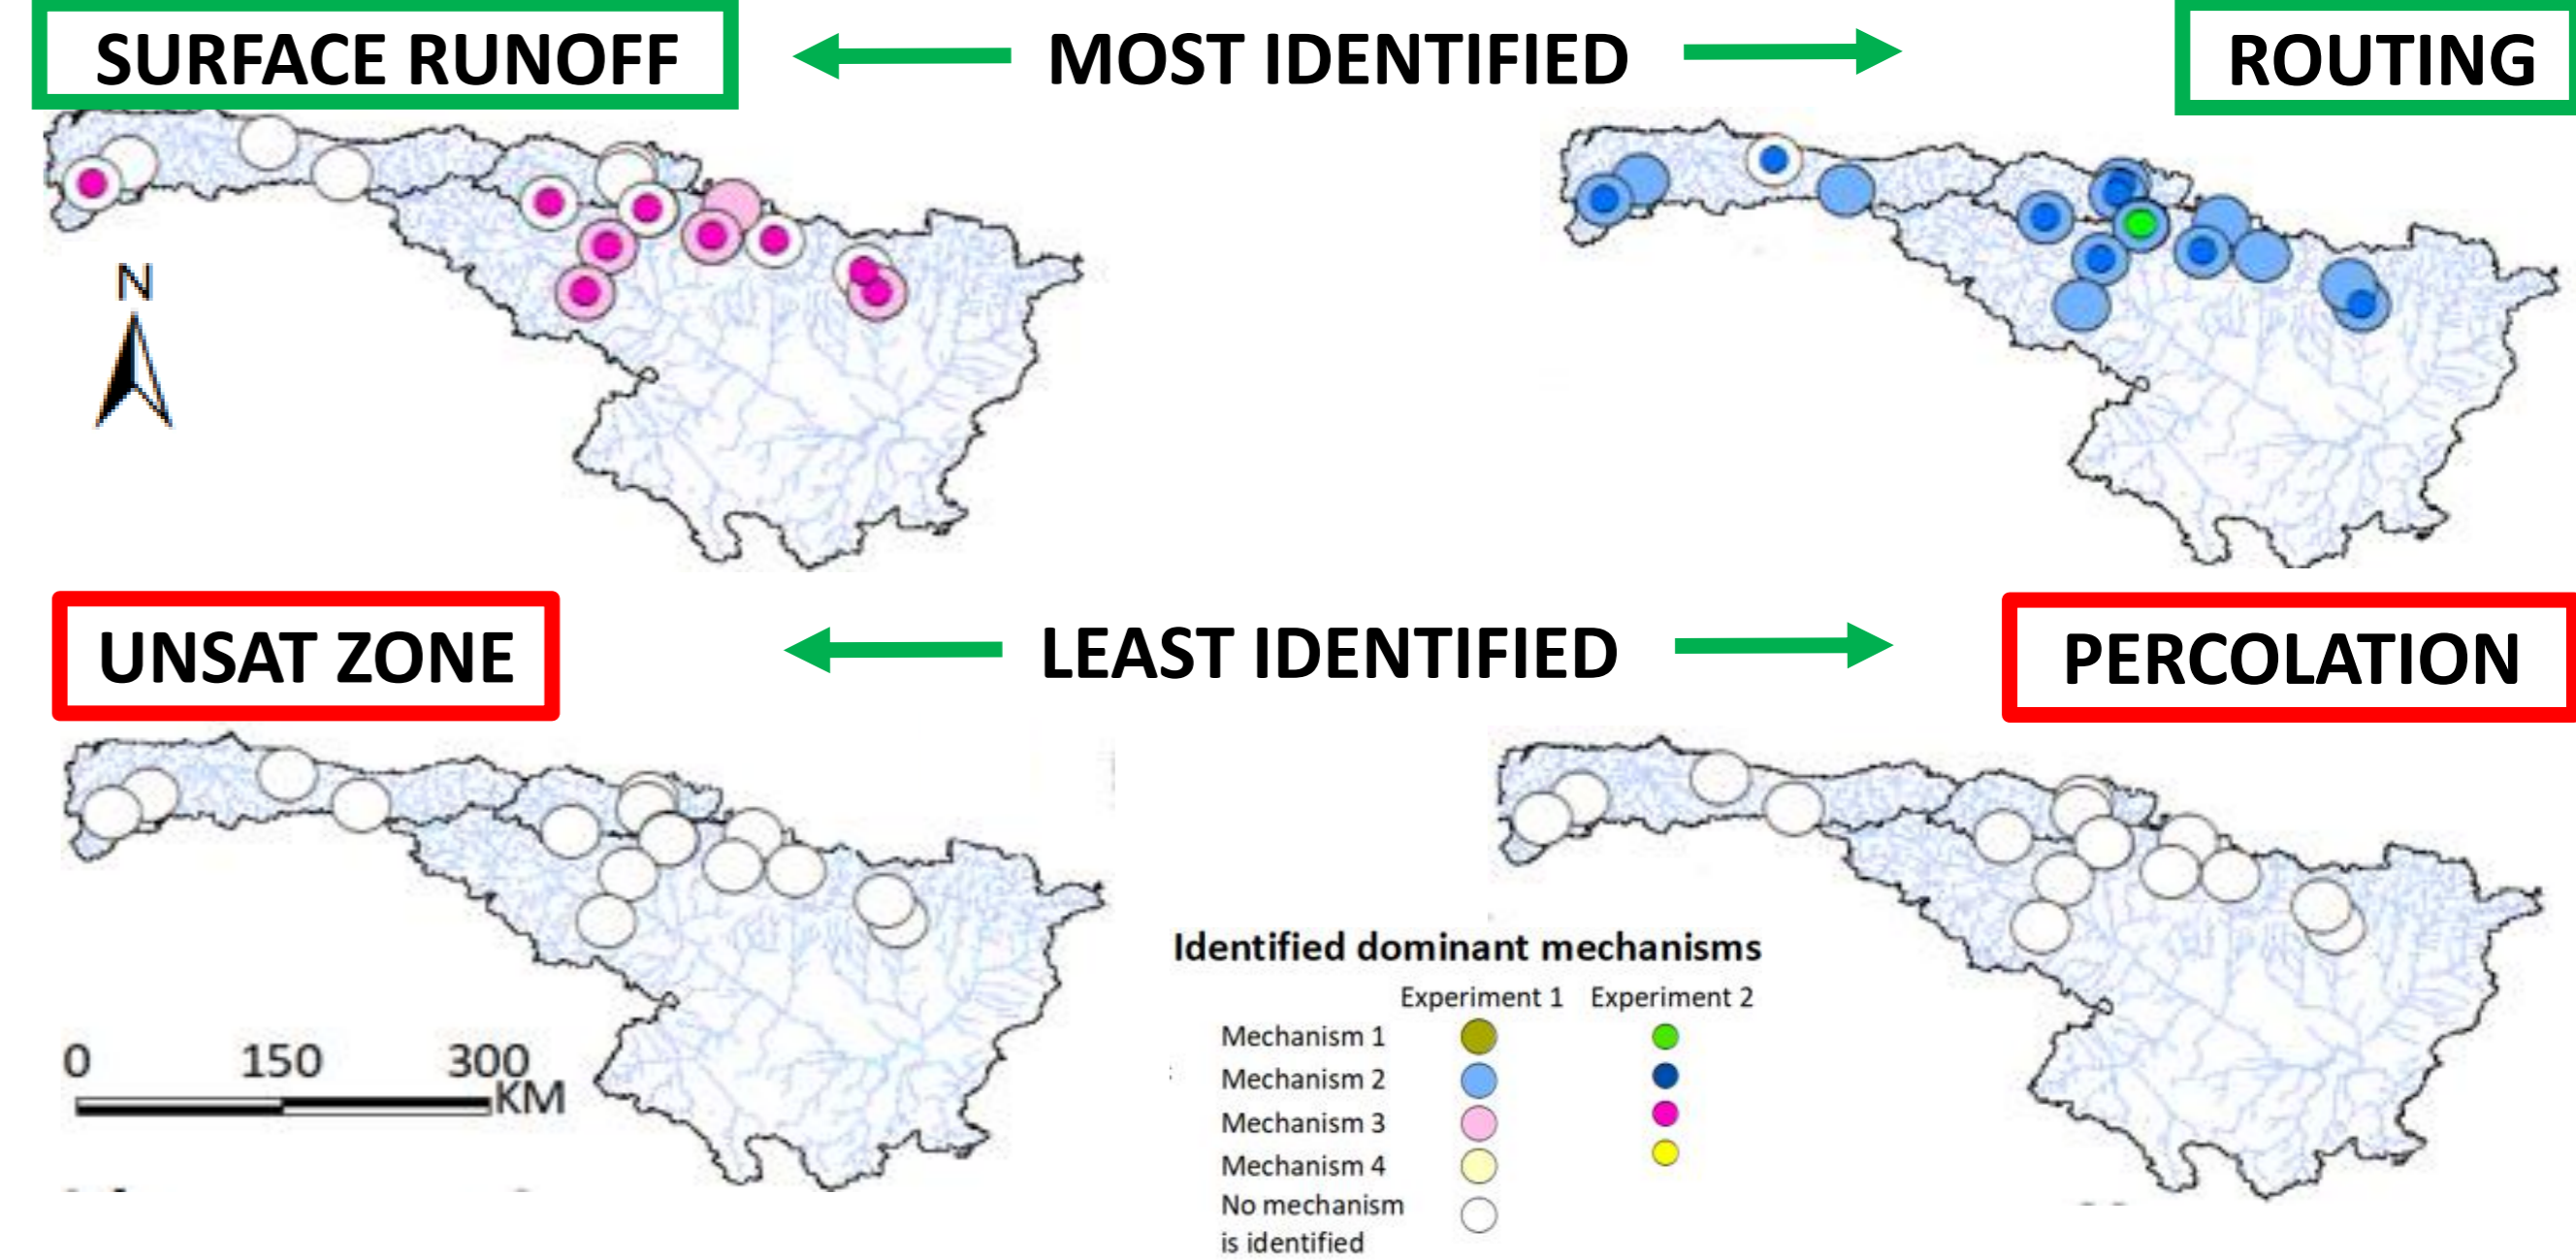 SURFACE RUNOFF
MOST IDENTIFIED
ROUTING
N
UNSAT ZONE
LEAST IDENTIFIED
PERCOLATION
0 150 300
KM
Identified dominant mechanisms
Experiment 1 Experiment 2
Mechanism 1
Mechanism 2
Mechanism 3
Mechanism 4
No mechanism
is identified